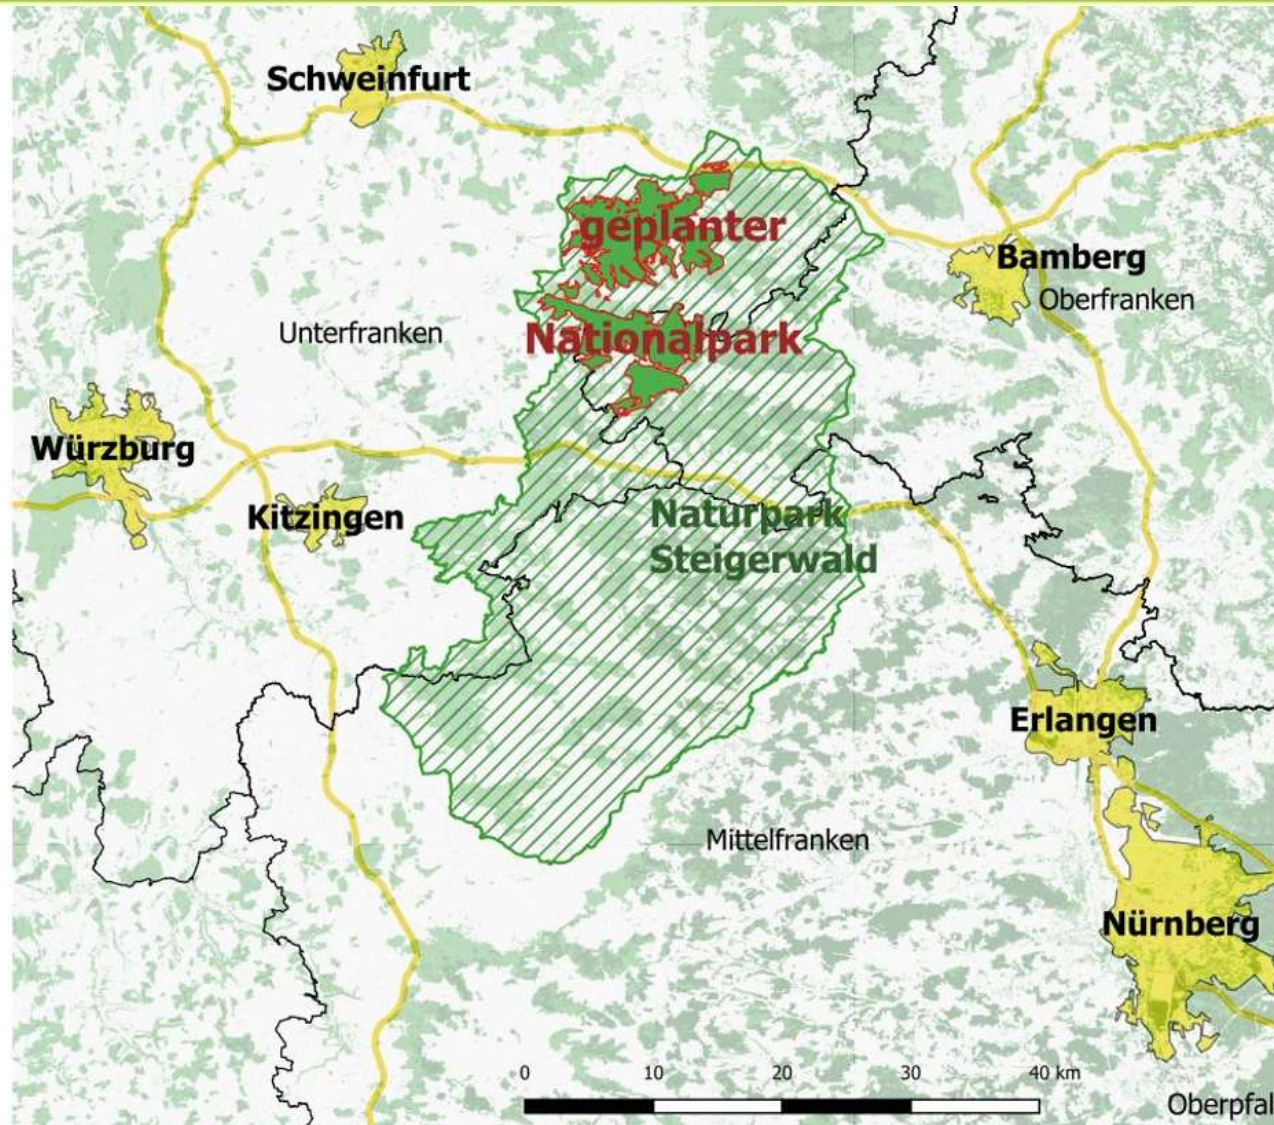 Schweinfurt
geplanter
Bamberg
Oberfranken
Unterfranken
Nationalpark
Würzburg
Kitzingen
Naturpark
Steigerwald
Erlangen
Mittelfranken
Nürnberg
0 10 20 30 40 km
Oberpfal